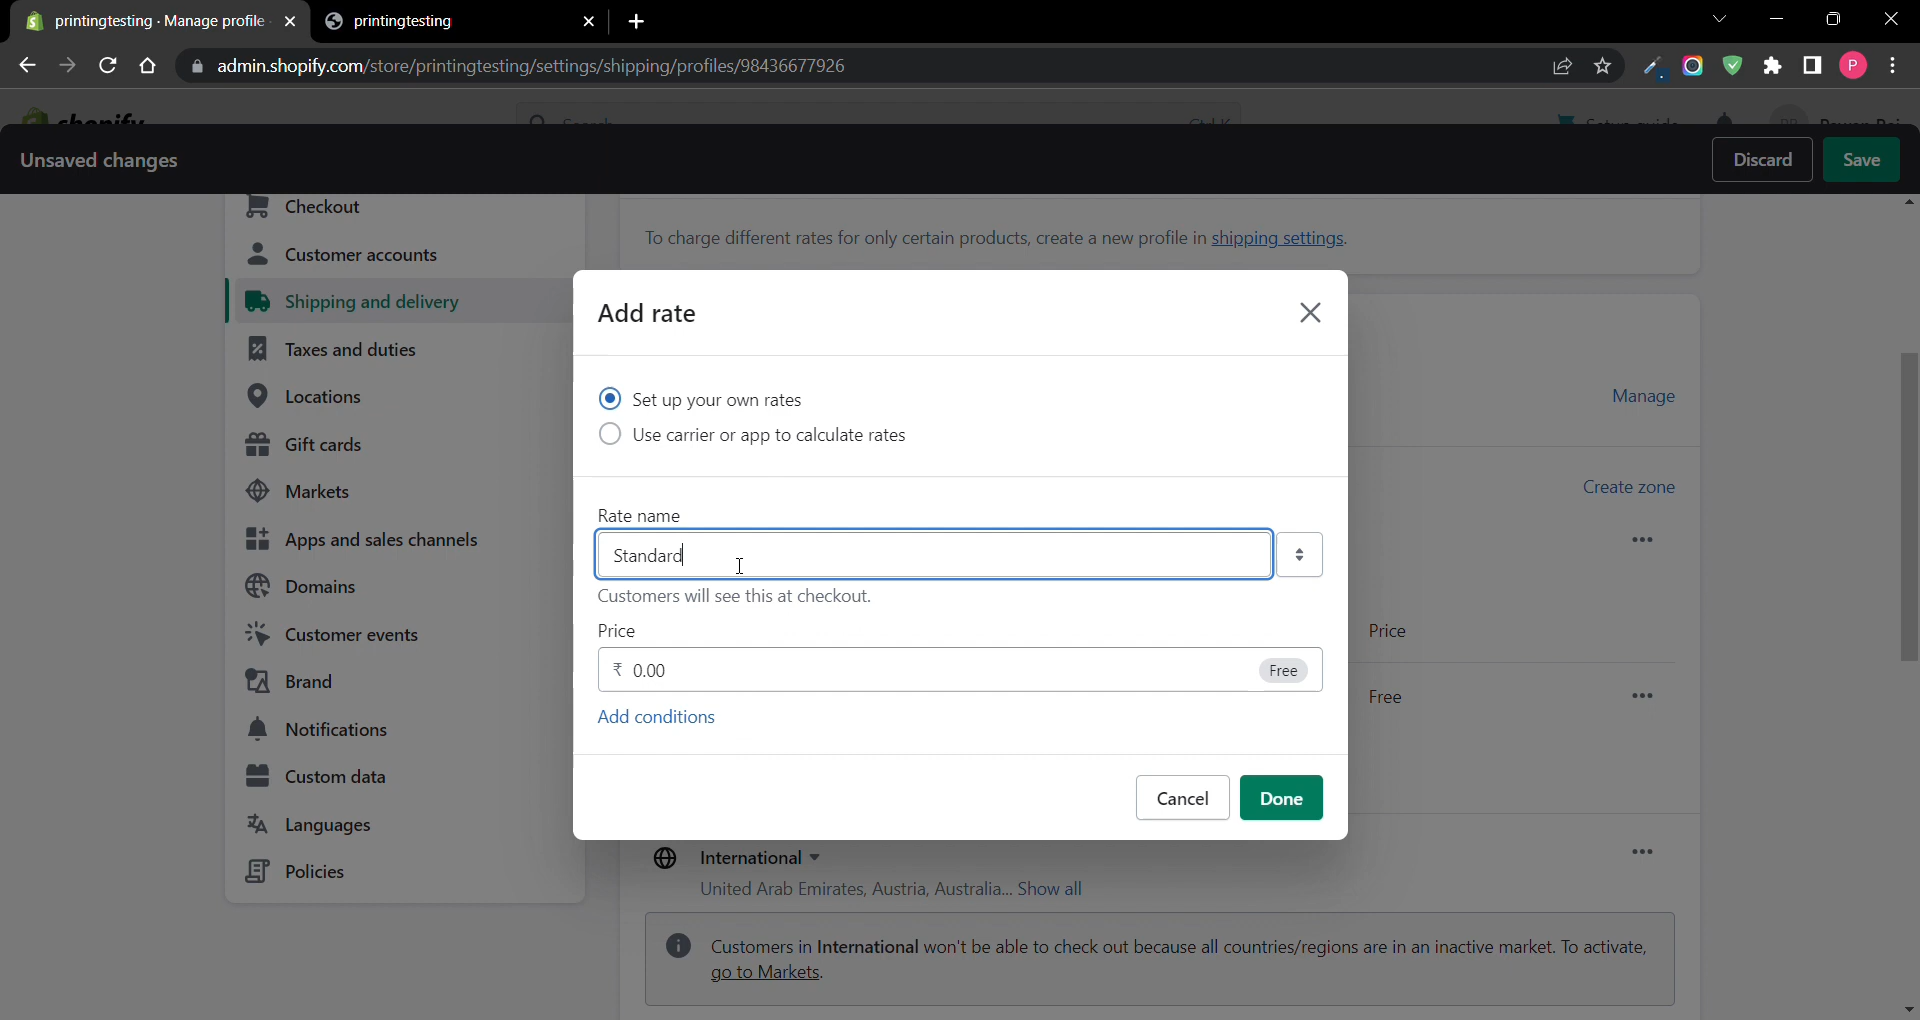 printingtesting · Manage profile
printingtesting
admin.shopify.com/store/printingtesting/settings/shipping/profiles/98436677926
P
shopify
Search
Ctrl K
Setup guide
Unsaved changes
Discard
Save
Checkout
Customer accounts
Shipping and delivery
Taxes and duties
Locations
Gift cards
Markets
Apps and sales channels
Domains
Customer events
Brand
Notifications
Custom data
Languages
Policies
To charge different rates for only certain products, create a new profile in shipping settings.
Add rate
Set up your own rates
Use carrier or app to calculate rates
Rate name
Standard
Customers will see this at checkout.
Price
₹ 0.00
Free
Add conditions
Cancel
Done
Manage
Create zone
Price
Free
International
United Arab Emirates, Austria, Australia... Show all
Customers in International won't be able to check out because all countries/regions are in an inactive market. To activate,
go to Markets.